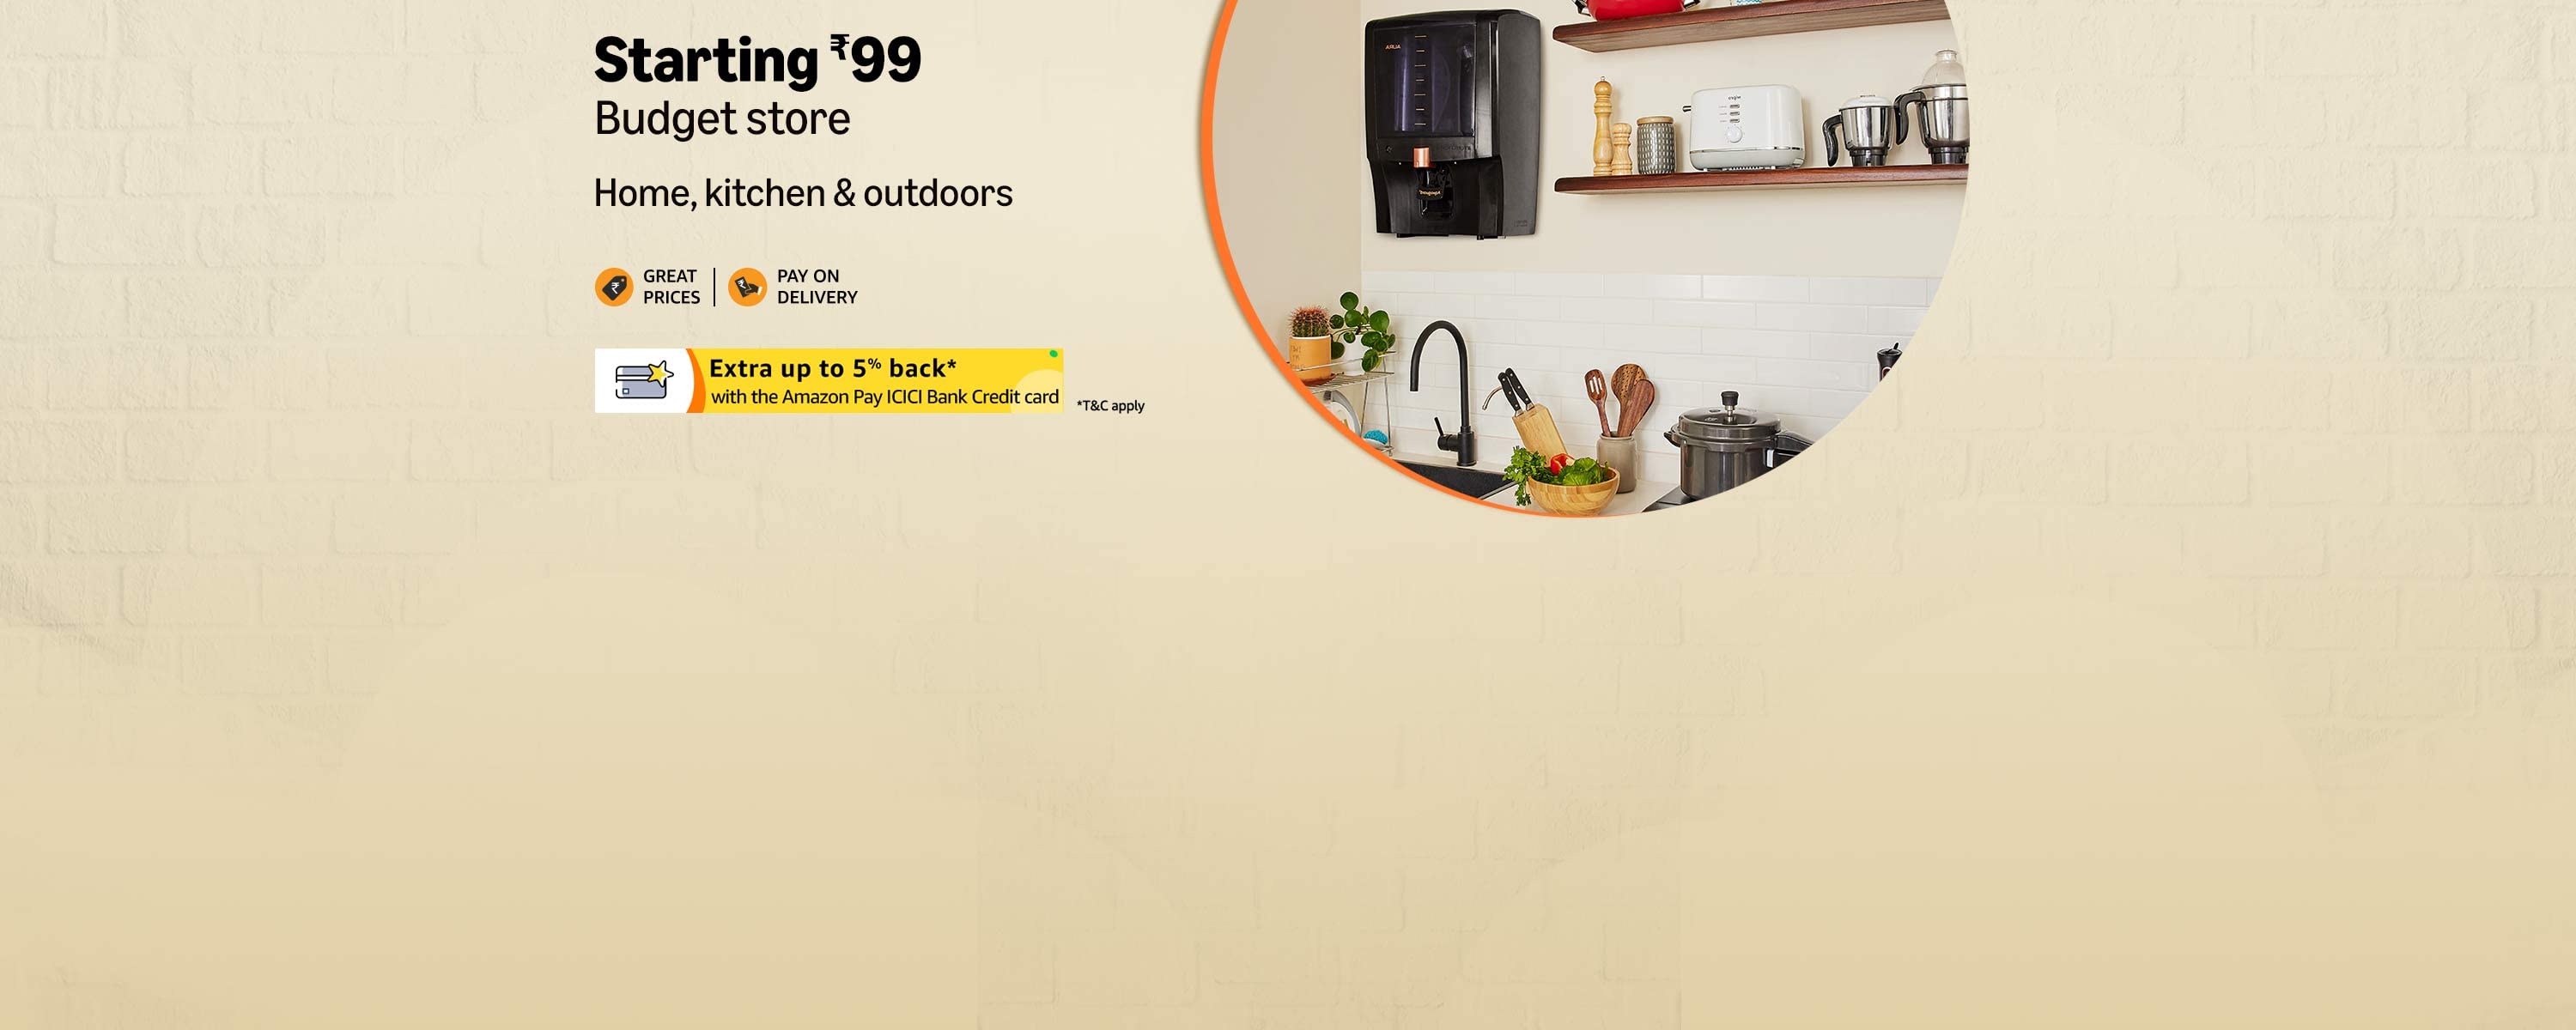 Starting ₹99
Budget store
Home, kitchen & outdoors
GREAT
PRICES
PAY ON
DELIVERY
Extra up to 5% back*
with the Amazon Pay ICICI Bank Credit card
*T&C apply